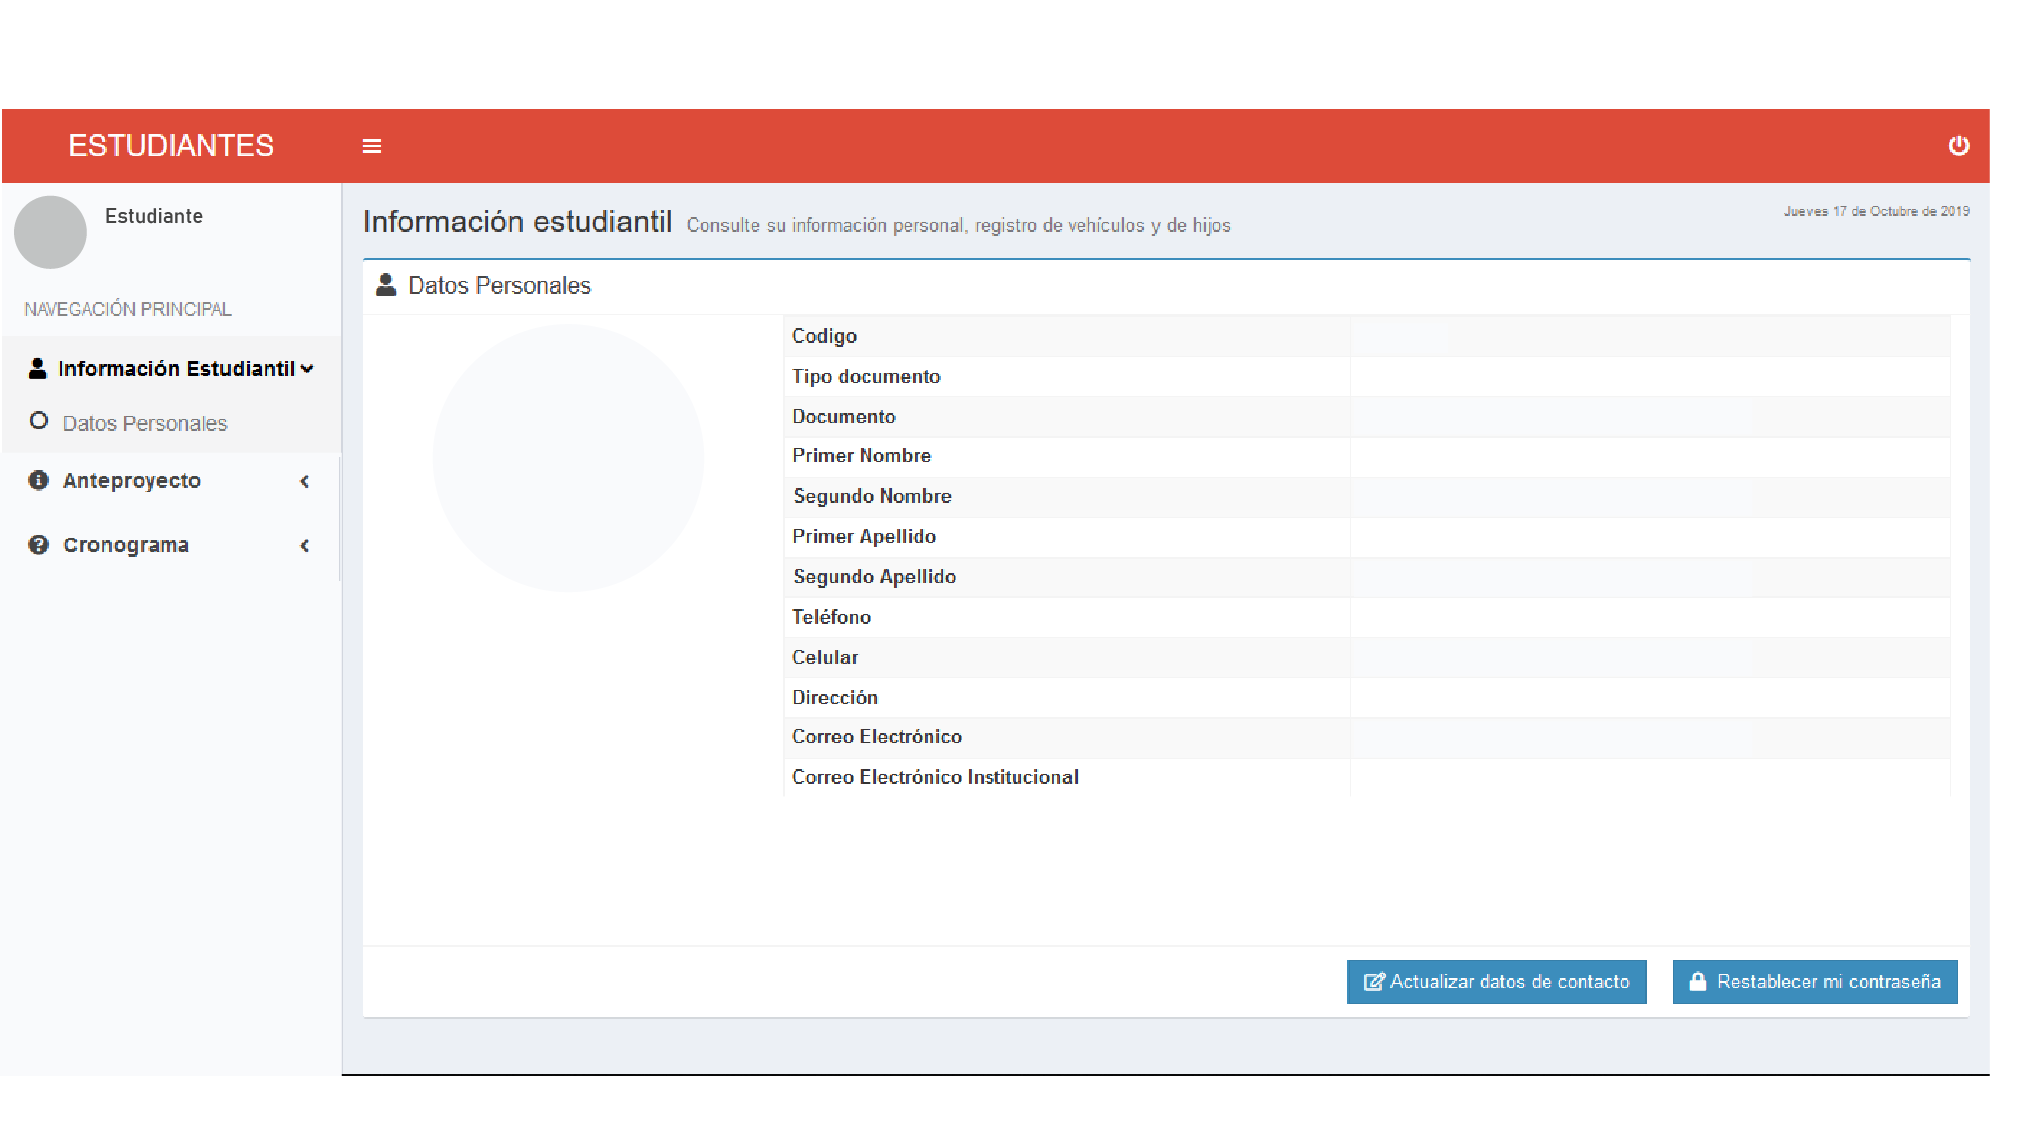 ESTUDIANTES
Estudiante
NAVEGACIÓN PRINCIPAL
Información Estudiantil
Datos Personales
Anteproyecto
Cronograma
Información estudiantil Consulte su información personal, registro de vehículos y de hijos
Jueves 17 de Octubre de 2019
Datos Personales
Codigo
Tipo documento
Documento
Primer Nombre
Segundo Nombre
Primer Apellido
Segundo Apellido
Teléfono
Celular
Dirección
Correo Electrónico
Correo Electrónico Institucional
Actualizar datos de contacto
Restablecer mi contraseña